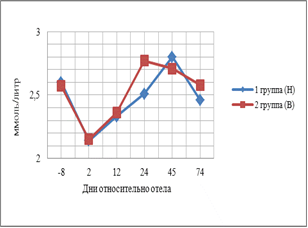 3
2,5
2
ммоль/литр
-8 2 12 24 45 74
Дни относительно отела
1 группа (Н)
2 группа (В)